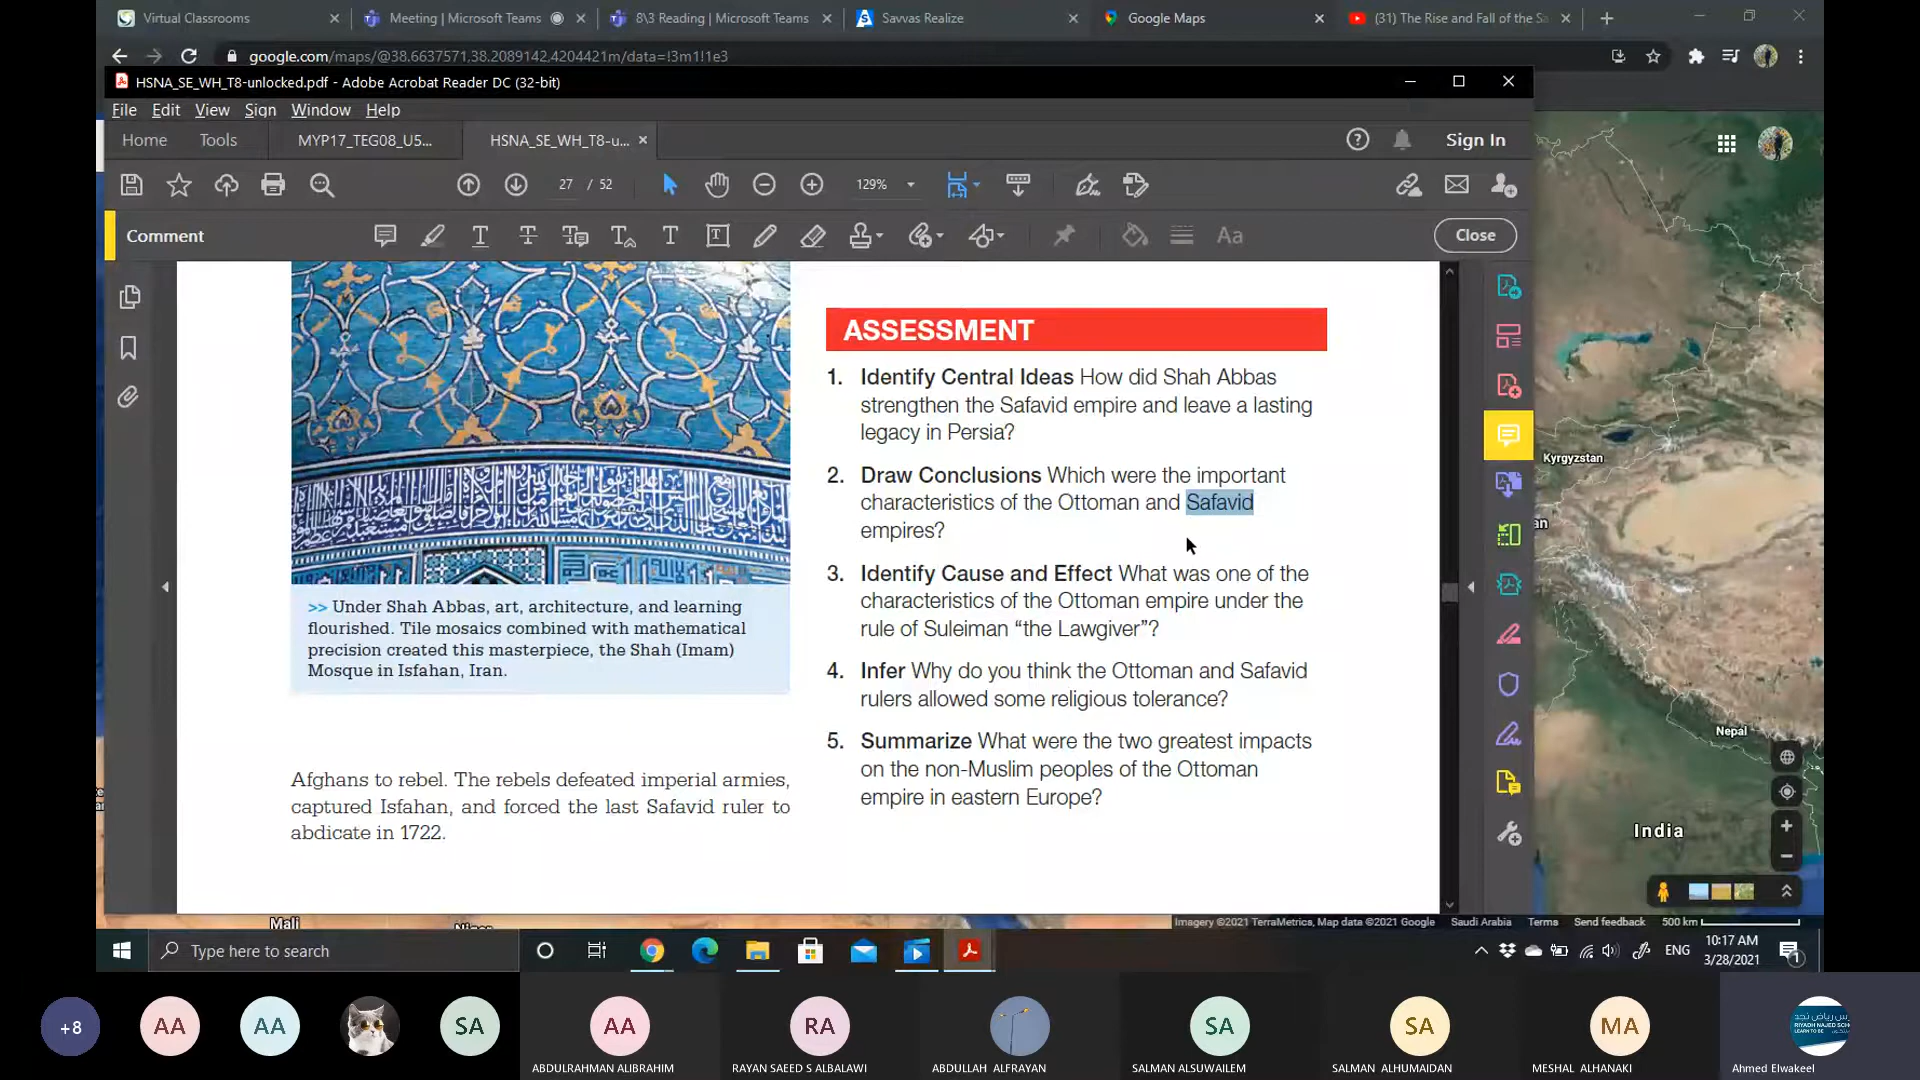 Virtual Classrooms
Meeting | Microsoft Teams
8\3 Reading | Microsoft Teams
Savvas Realize
Google Maps
(31) The Rise and Fall of the Sa
google.com/maps/@38.6637571,38.2089142,4204421m/data=!3m1!1e3
HSNA_SE_WH_T8-unlocked.pdf - Adobe Acrobat Reader DC (32-bit)
File Edit View Sign Window Help
Home Tools MYP17_TEG08_U5... HSNA_SE_WH_T8-u... Sign In
27 / 52 129%
Comment
Close
ASSESSMENT
1. Identify Central Ideas How did Shah Abbas
strengthen the Safavid empire and leave a lasting
legacy in Persia?
2. Draw Conclusions Which were the important
characteristics of the Ottoman and Safavid
empires?
3. Identify Cause and Effect What was one of the
characteristics of the Ottoman empire under the
rule of Suleiman “the Lawgiver”?
4. Infer Why do you think the Ottoman and Safavid
rulers allowed some religious tolerance?
5. Summarize What were the two greatest impacts
on the non-Muslim peoples of the Ottoman
empire in eastern Europe?
>> Under Shah Abbas, art, architecture, and learning
flourished. Tile mosaics combined with mathematical
precision created this masterpiece, the Shah (Imam)
Mosque in Isfahan, Iran.
Afghans to rebel. The rebels defeated imperial armies,
captured Isfahan, and forced the last Safavid ruler to
abdicate in 1722.
Kyrgyzstan
Nepal
India
Mali
Imagery ©2021 TerraMetrics, Map data ©2021 Google Saudi Arabia Terms Send feedback 500 km
Type here to search
ENG
10:17 AM
3/28/2021
1
+8
AA
AA
SA
AA
RA
SA
SA
MA
RIYADH NAJED SCH
LEARN TO BE
ABDULRAHMAN ALIBRAHIM
RAYAN SAEED S ALBALAWI
ABDULLAH ALFRAYAN
SALMAN ALSUWAILEM
SALMAN ALHUMAIDAN
MESHAL ALHANAKI
Ahmed Elwakeel